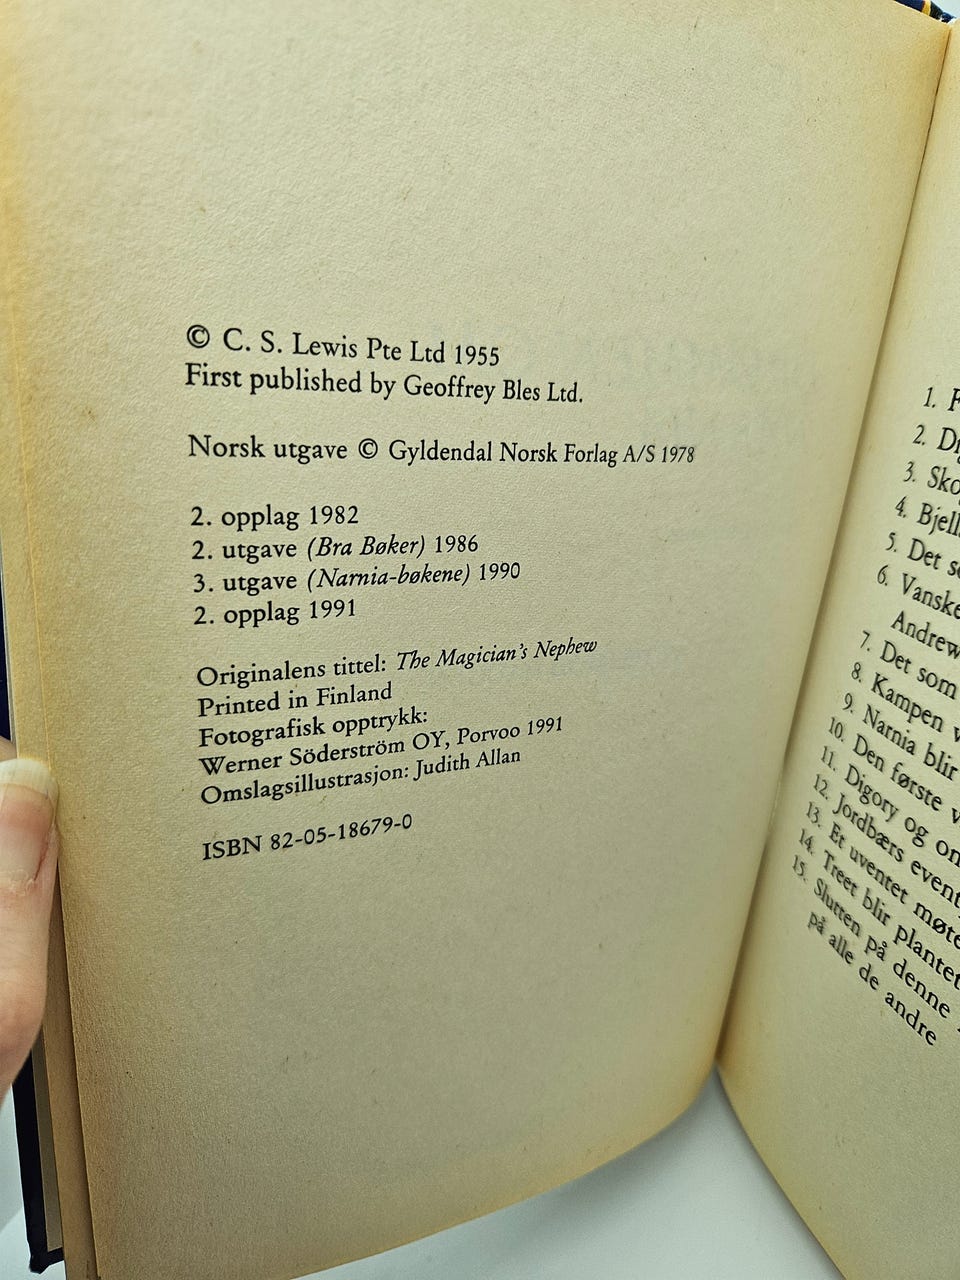 © C. S. Lewis Pte Ltd 1955
First published by Geoffrey Bles Ltd.
Norsk utgave © Gyldendal Norsk Forlag A/S 1978
2. opplag 1982
2. utgave (Bra Bøker) 1986
3. utgave (Narnia-bøkene) 1990
2. opplag 1991
Originalens tittel: The Magician's Nephew
Printed in Finland
Fotografisk opptrykk:
Werner Söderström OY, Porvoo 1991
Omslagsillustrasjon: Judith Allan
ISBN 82-05-18679-0
1.
2.
3.
4.
5. Det
6.
Andrew
7. Det som
8. Kampen
9. Narnia blir
10. Den første
11. Digory og
12. Jordbærs
13. Et uventet
14. Treet blir
15. Slutten på denne
på alle de andre